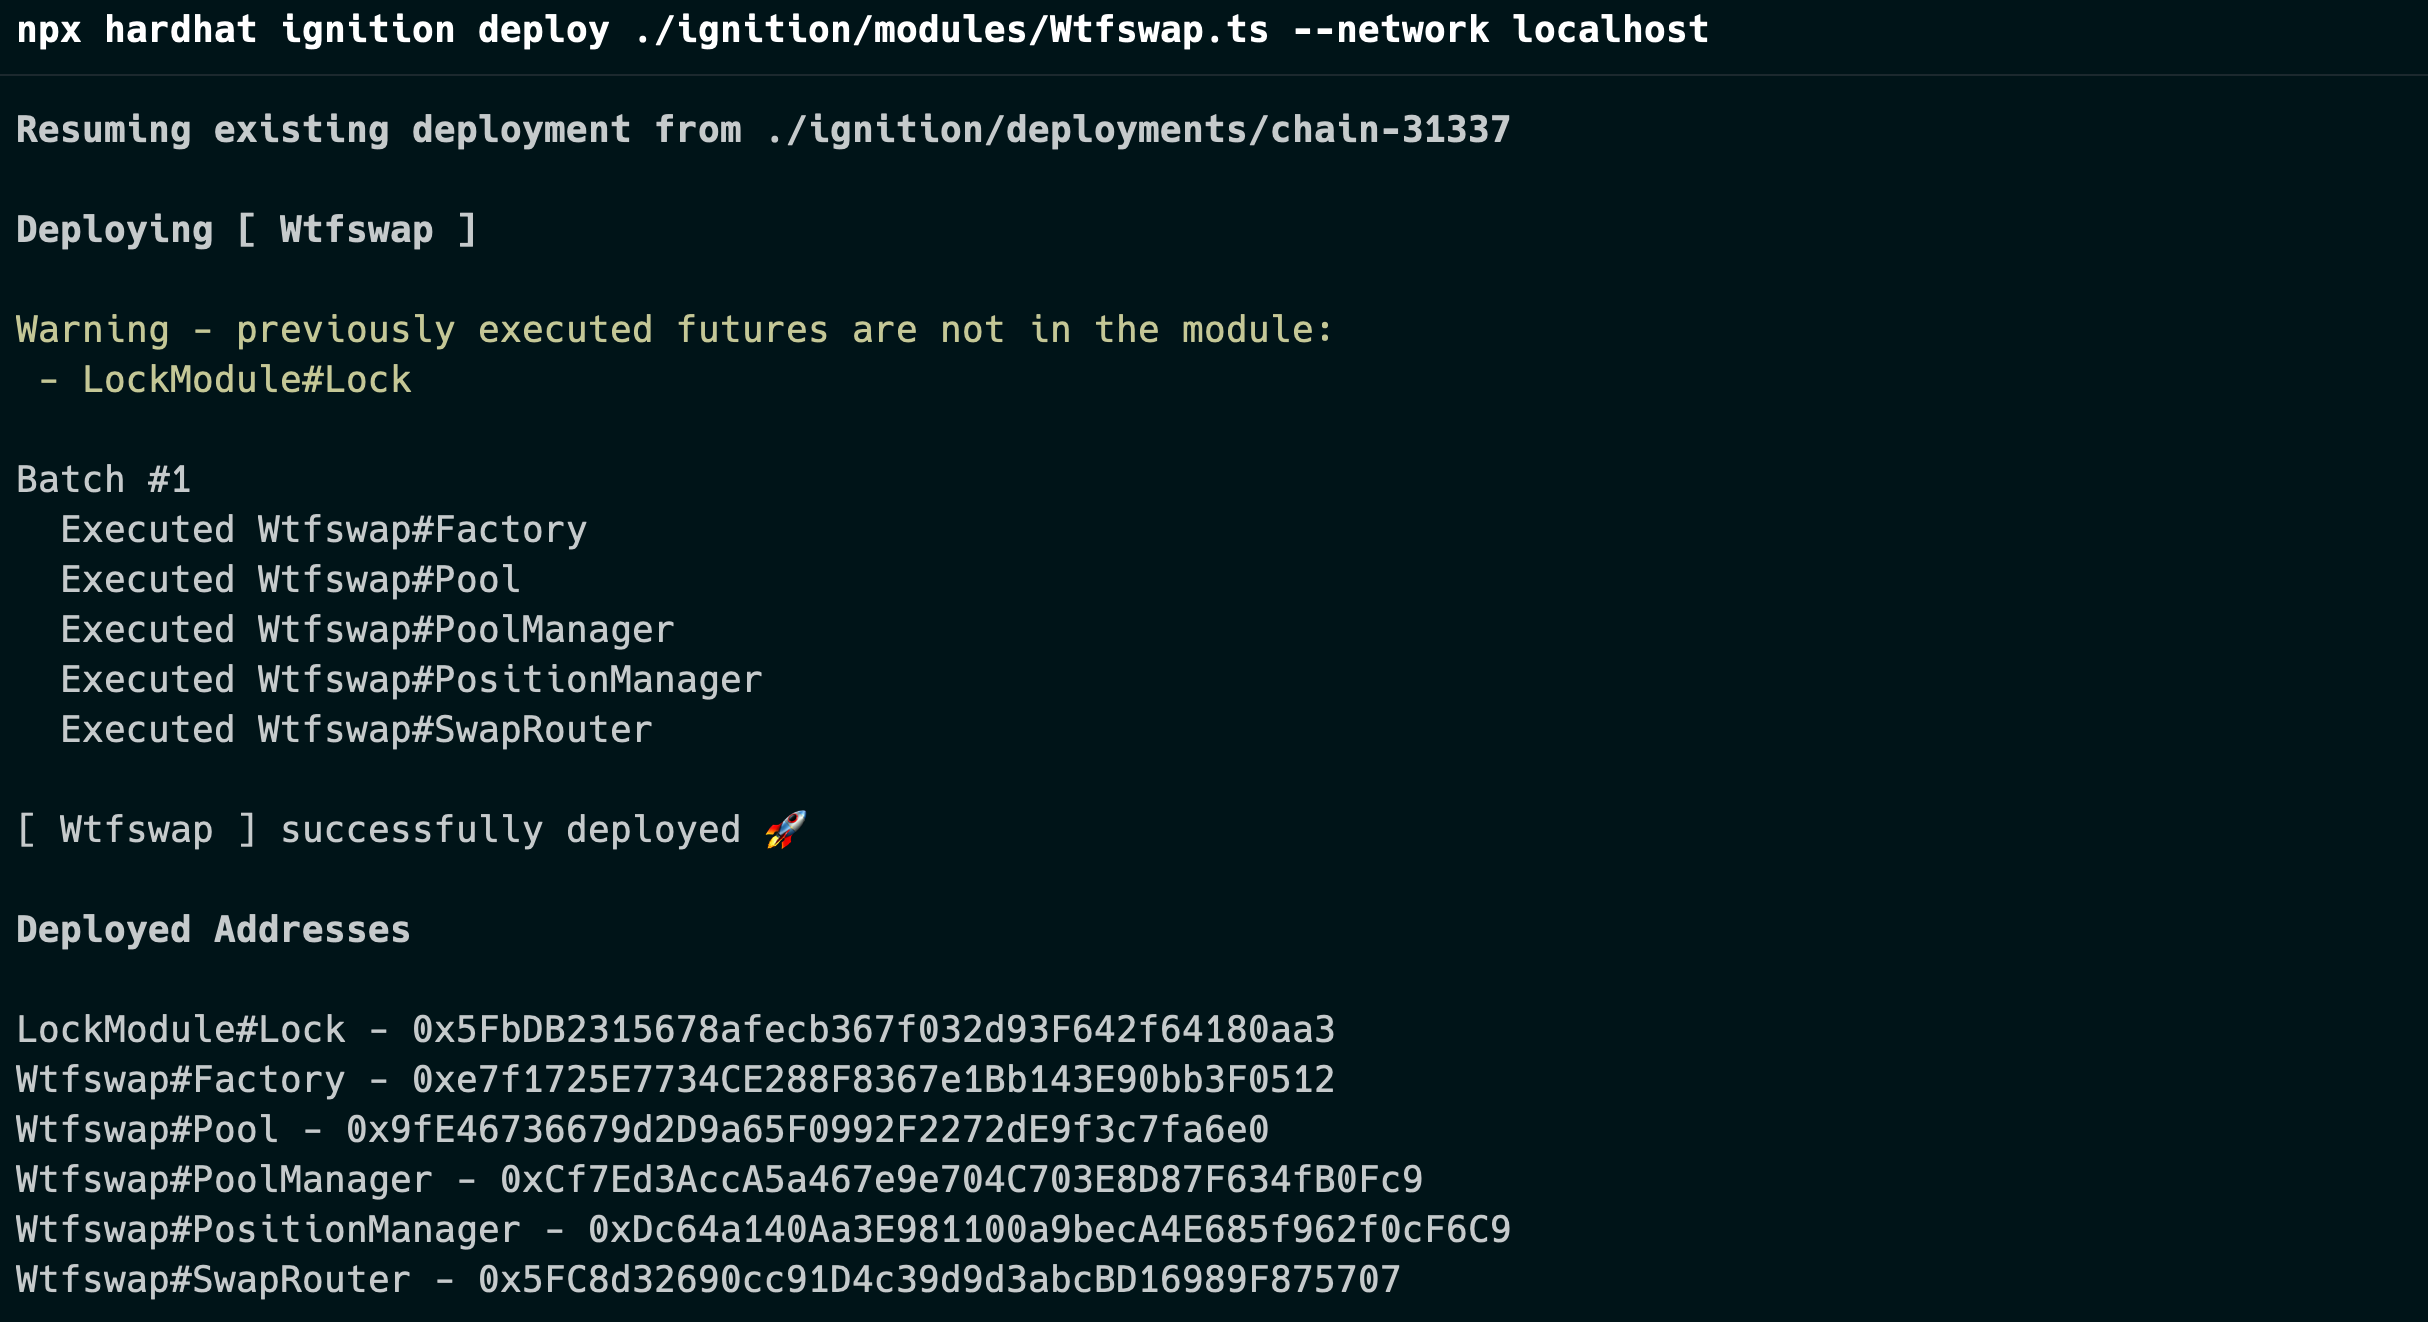 npx hardhat ignition deploy ./ignition/modules/Wtfswap.ts --network localhost
Resuming existing deployment from ./ignition/deployments/chain-31337
Deploying [ Wtfswap ]
Warning - previously executed futures are not in the module:
- LockModule#Lock
Batch #1
Executed Wtfswap#Factory
Executed Wtfswap#Pool
Executed Wtfswap#PoolManager
Executed Wtfswap#PositionManager
Executed Wtfswap#SwapRouter
[ Wtfswap ] successfully deployed 🚀
Deployed Addresses
LockModule#Lock - 0x5FbDB2315678afecb367f032d93F642f64180aa3
Wtfswap#Factory - 0xe7f1725E7734CE288F8367e1Bb143E90bb3F0512
Wtfswap#Pool - 0x9fE46736679d2D9a65F0992F2272dE9f3c7fa6e0
Wtfswap#PoolManager - 0xCf7Ed3AccA5a467e9e704C703E8D87F634fB0Fc9
Wtfswap#PositionManager - 0xDc64a140Aa3E981100a9becA4E685f962f0cF6C9
Wtfswap#SwapRouter - 0x5FC8d32690cc91D4c39d9d3abcBD16989F875707